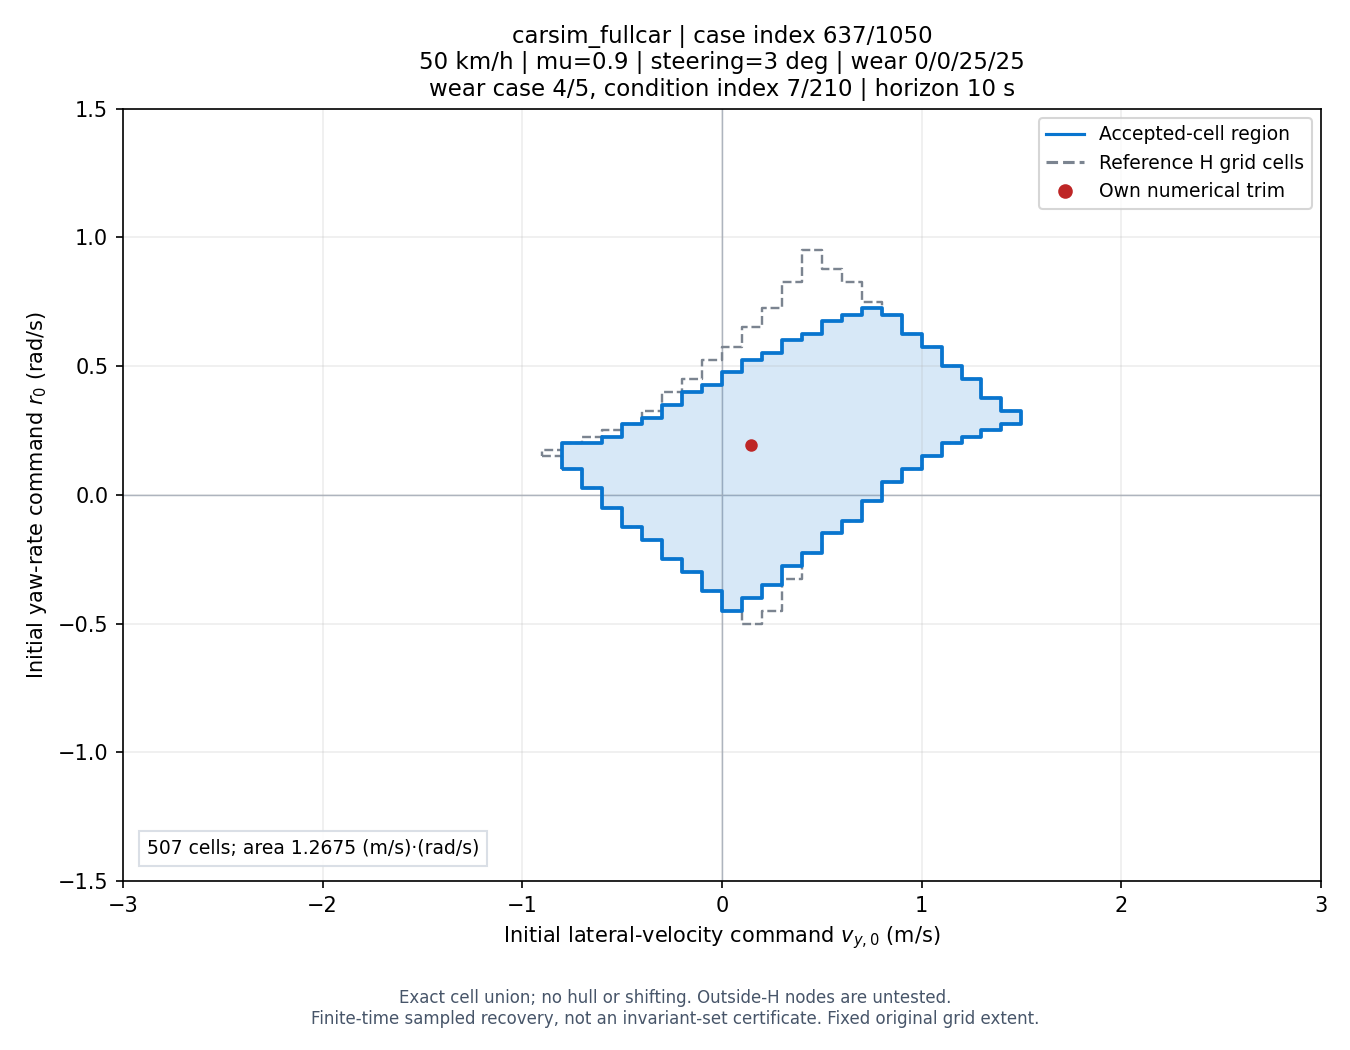 carsim_fullcar | case index 637/1050
50 km/h | mu=0.9 | steering=3 deg | wear 0/0/25/25
wear case 4/5, condition index 7/210 | horizon 10 s
Accepted-cell region
Reference H grid cells
Own numerical trim
1.5
1.0
0.5
0.0
−0.5
−1.0
−1.5
Initial yaw-rate command r₀ (rad/s)
507 cells; area 1.2675 (m/s)·(rad/s)
−3
−2
−1
0
1
2
3
Initial lateral-velocity command v_{y,0} (m/s)
Exact cell union; no hull or shifting. Outside-H nodes are untested.
Finite-time sampled recovery, not an invariant-set certificate. Fixed original grid extent.